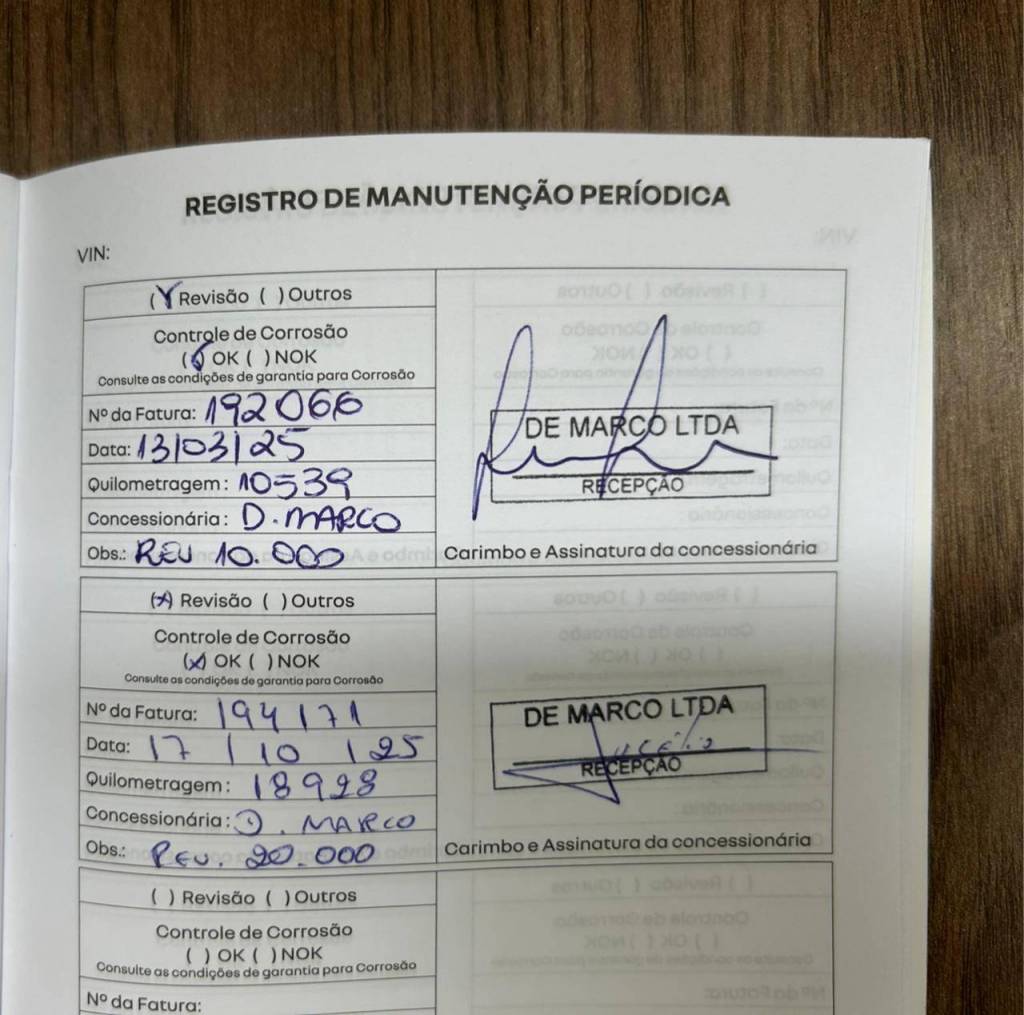 REGISTRO DE MANUTENÇÃO PERÍODICA
VIN:
(X) Revisão ( ) Outros
Controle de Corrosão
(X) OK ( ) NOK
Consulte as condições de garantia para Corrosão
Nº da Fatura: 192066
Data: 13/03/25
Quilometragem: 10539
Concessionária: D. MARCO
Obs.: REV 10.000
DE MARCO LTDA
RECEPÇÃO
Carimbo e Assinatura da concessionária
(X) Revisão ( ) Outros
Controle de Corrosão
(X) OK ( ) NOK
Consulte as condições de garantia para Corrosão
Nº da Fatura: 194171
Data: 17 / 10 / 25
Quilometragem: 18928
Concessionária: D. MARCO
Obs.: REV. 20.000
DE MARCO LTDA
RECEPÇÃO
Carimbo e Assinatura da concessionária
( ) Revisão ( ) Outros
Controle de Corrosão
( ) OK ( ) NOK
Consulte as condições de garantia para Corrosão
Nº da Fatura: